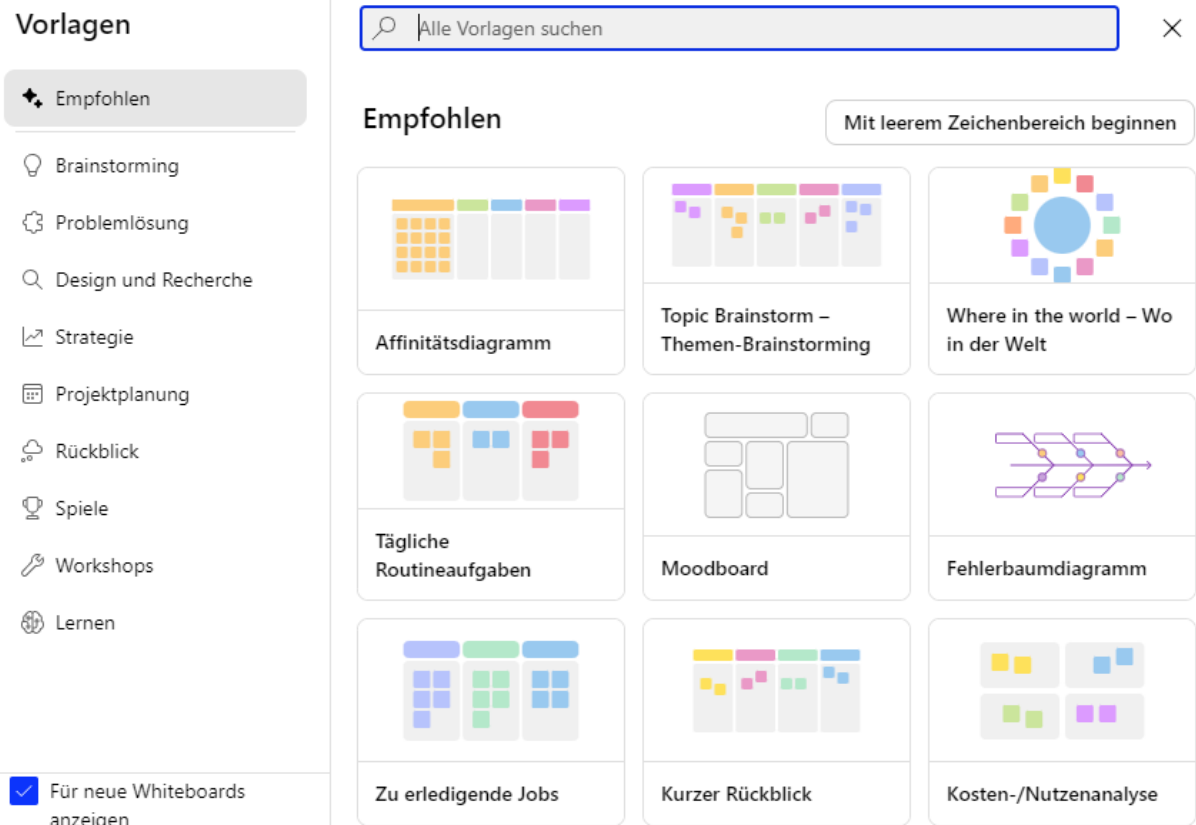 Vorlagen
Empfohlen
Brainstorming
Problemlösung
Design und Recherche
Strategie
Projektplanung
Rückblick
Spiele
Workshops
Lernen
Für neue Whiteboards
anzeigen
Alle Vorlagen suchen
Empfohlen
Mit leerem Zeichenbereich beginnen
Affinitätsdiagramm
Topic Brainstorm –
Themen-Brainstorming
Where in the world – Wo
in der Welt
Tägliche
Routineaufgaben
Moodboard
Fehlerbaumdiagramm
Zu erledigende Jobs
Kurzer Rückblick
Kosten-/Nutzenanalyse